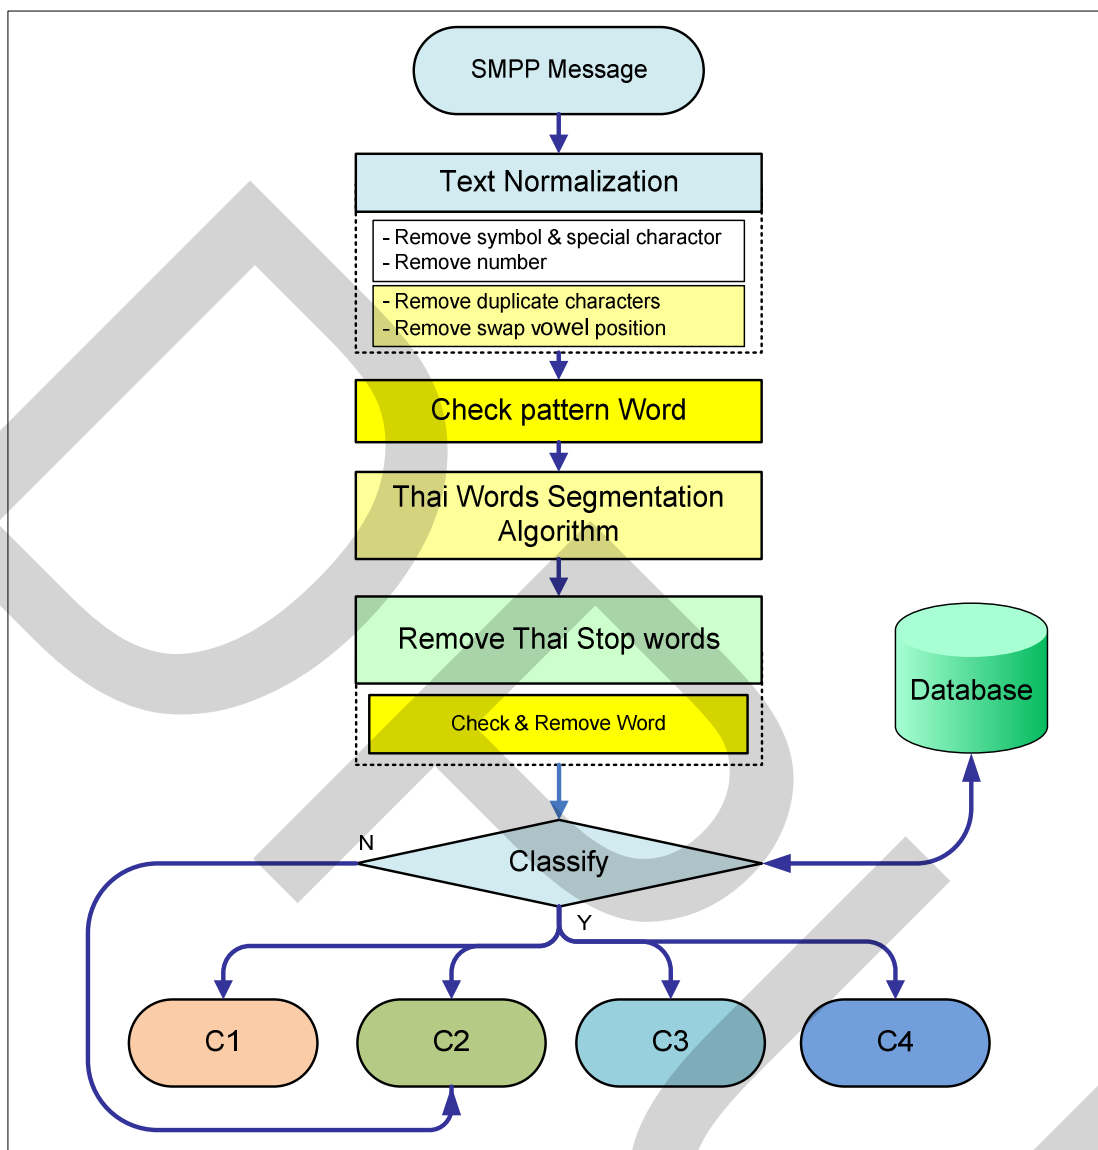 SMPP Message
Text Normalization
- Remove symbol & special charactor
- Remove number
- Remove duplicate characters
- Remove swap vowel position
Check pattern Word
Thai Words Segmentation
Algorithm
Remove Thai Stop words
Check & Remove Word
Database
N
Classify
Y
C1
C2
C3
C4